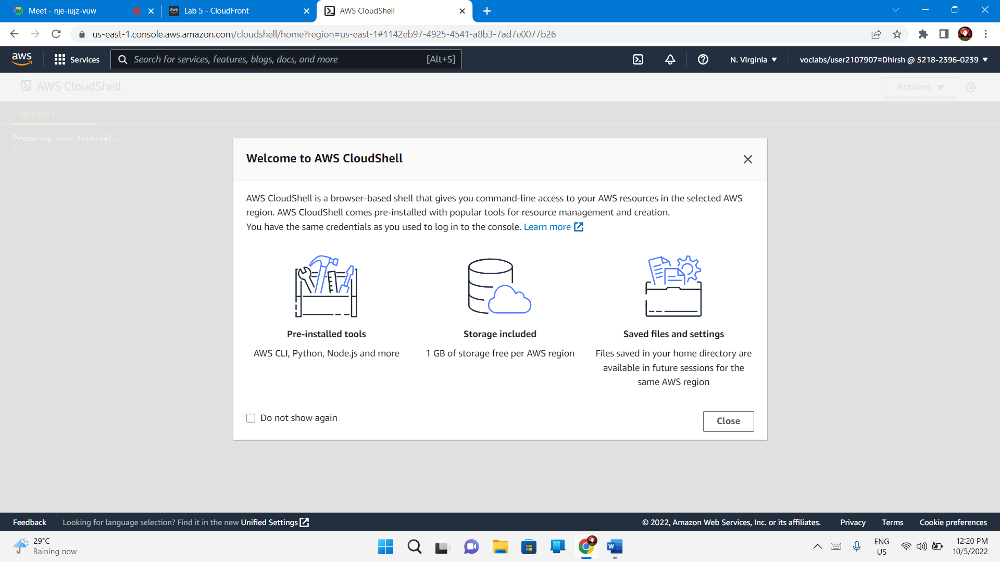 Meet - nje-iujz-vuw
Lab 5 - CloudFront
AWS CloudShell
us-east-1.console.aws.amazon.com/cloudshell/home?region=us-east-1#1142eb97-4925-4541-a8b3-7ad7e0077b26
aws
Services
Search for services, features, blogs, docs, and more
[Alt+S]
N. Virginia
voclabs/user2107907=Dhirsh @ 5218-2396-0239
AWS CloudShell
Actions
us-east-1
Preparing your terminal...
Welcome to AWS CloudShell
AWS CloudShell is a browser-based shell that gives you command-line access to your AWS resources in the selected AWS
region. AWS CloudShell comes pre-installed with popular tools for resource management and creation.
You have the same credentials as you used to log in to the console. Learn more
Pre-installed tools
AWS CLI, Python, Node.js and more
Storage included
1 GB of storage free per AWS region
Saved files and settings
Files saved in your home directory are
available in future sessions for the
same AWS region
Do not show again
Close
Feedback
Looking for language selection? Find it in the new Unified Settings
© 2022, Amazon Web Services, Inc. or its affiliates.
Privacy
Terms
Cookie preferences
29°C
Raining now
ENG
US
12:20 PM
10/5/2022